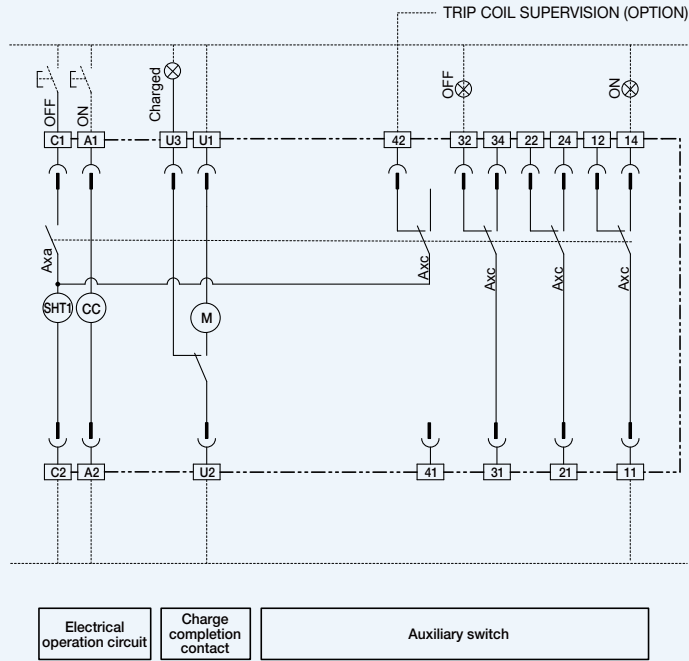 TRIP COIL SUPERVISION (OPTION)
OFF
ON
Charged
OFF
ON
C1 A1 U3 U1 42 32 34 22 24 12 14
Axa
Axc
Axc
Axc
Axc
SHT1 CC M
C2 A2 U2 41 31 21 11
Electrical
operation circuit
Charge
completion
contact
Auxiliary switch